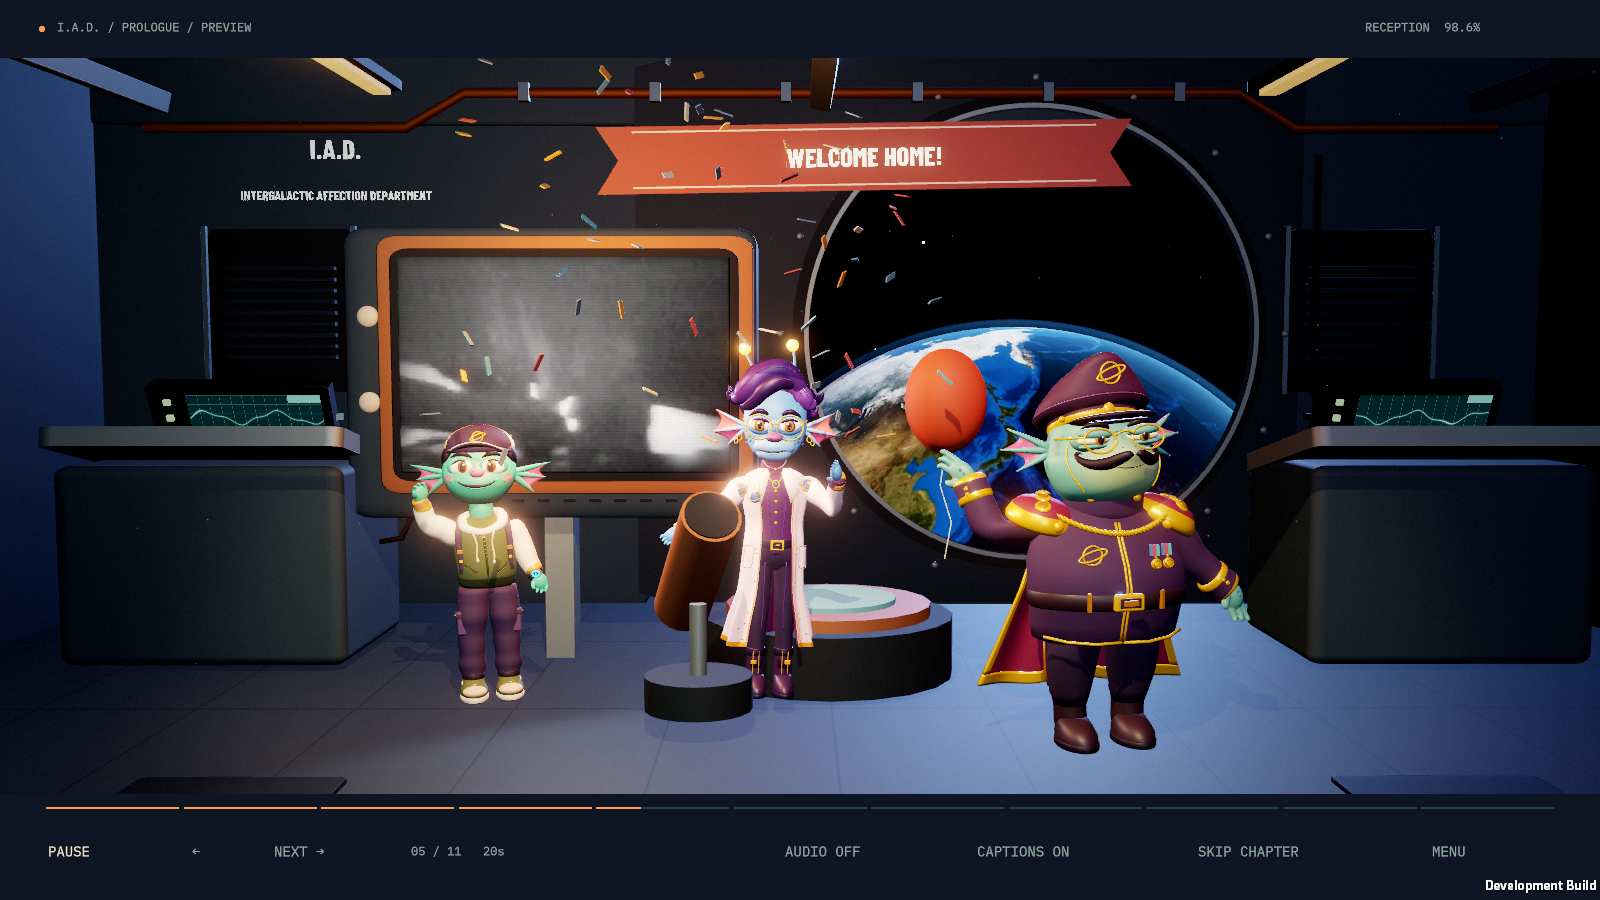 I.A.D. / PROLOGUE / PREVIEW
RECEPTION 98.6%
I.A.D.
INTERGALACTIC AFFECTION DEPARTMENT
WELCOME HOME!
PAUSE ← NEXT → 05 / 11 20s AUDIO OFF CAPTIONS ON SKIP CHAPTER MENU
Development Build